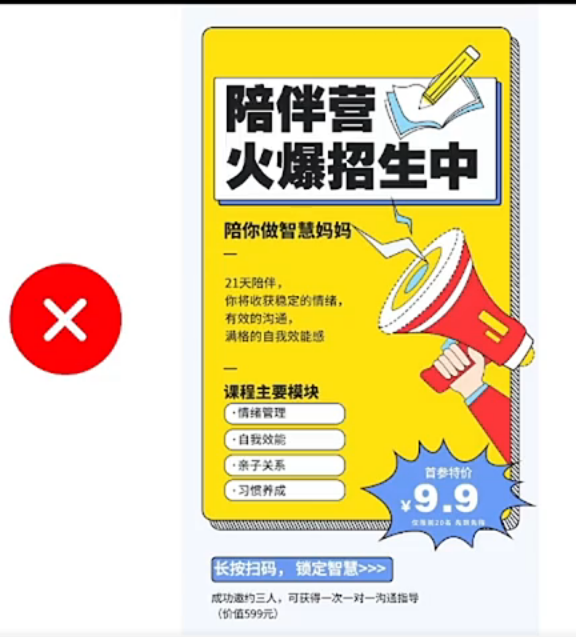 陪伴营
火爆招生中
陪你做智慧妈妈
21天陪伴，
你将收获稳定的情绪，
有效的沟通，
满格的自我效能感
课程主要模块
·情绪管理
·自我效能
·亲子关系
·习惯养成
首参特价
¥9.9
长按扫码， 锁定智慧>>>
成功邀约三人，可获得一次一对一沟通指导
（价值599元）